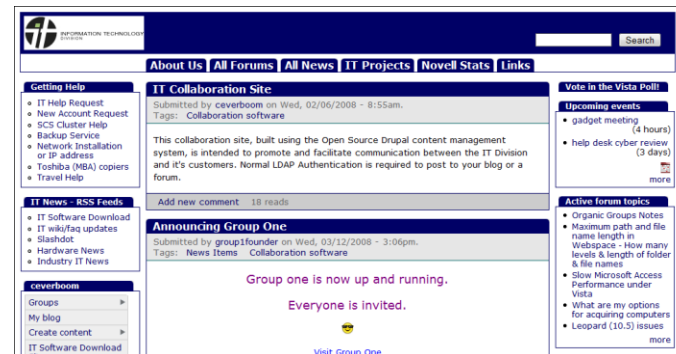 INFORMATION TECHNOLOGY
DIVISION
Search
About Us All Forums All News IT Projects Novell Stats Links
Getting Help
IT Help Request
New Account Request
SCS Cluster Help
Backup Service
Network Installation
or IP address
Toshiba (MBA) copiers
Travel Help
IT News - RSS Feeds
IT Software Download
IT wiki/faq updates
Slashdot
Hardware News
Industry IT News
ceverboom
Groups
My blog
Create content
IT Software Download
IT Collaboration Site
Submitted by ceverboom on Wed, 02/06/2008 - 8:55am.
Tags: Collaboration software
This collaboration site, built using the Open Source Drupal content management
system, is intended to promote and facilitate communication between the IT Division
and it's customers. Normal LDAP Authentication is required to post to your blog or a
forum.
Add new comment 18 reads
Announcing Group One
Submitted by group1founder on Wed, 03/12/2008 - 3:06pm.
Tags: News Items Collaboration software
Group one is now up and running.
Everyone is invited.
Visit Group One
Vote in the Vista Poll!
Upcoming events
gadget meeting
(4 hours)
help desk cyber review
(3 days)
more
Active forum topics
Organic Groups Notes
Maximum path and file
name length in
Webspace - How many
levels & length of folder
& file names
Slow Microsoft Access
Performance under
Vista
What are my options
for acquiring computers
Leopard (10.5) issues
more